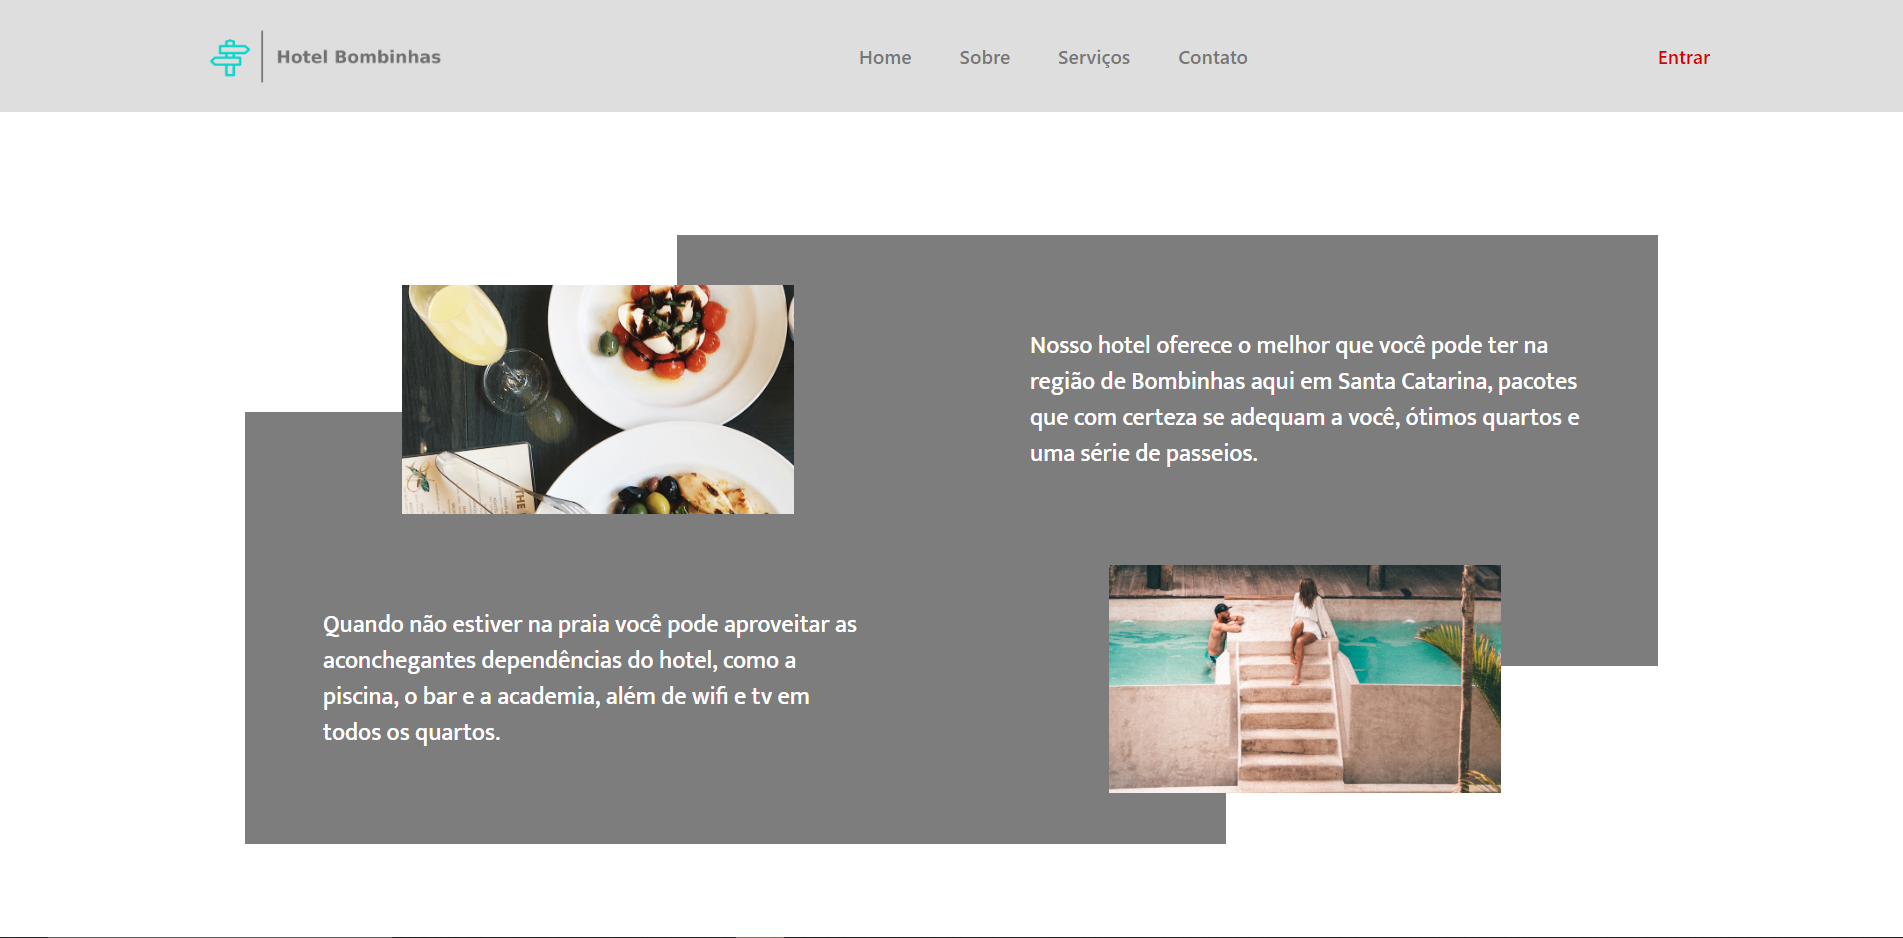 Hotel Bombinhas
Home
Sobre
Serviços
Contato
Entrar
Nosso hotel oferece o melhor que você pode ter na
região de Bombinhas aqui em Santa Catarina, pacotes
que com certeza se adequam a você, ótimos quartos e
uma série de passeios.
Quando não estiver na praia você pode aproveitar as
aconchegantes dependências do hotel, como a
piscina, o bar e a academia, além de wifi e tv em
todos os quartos.